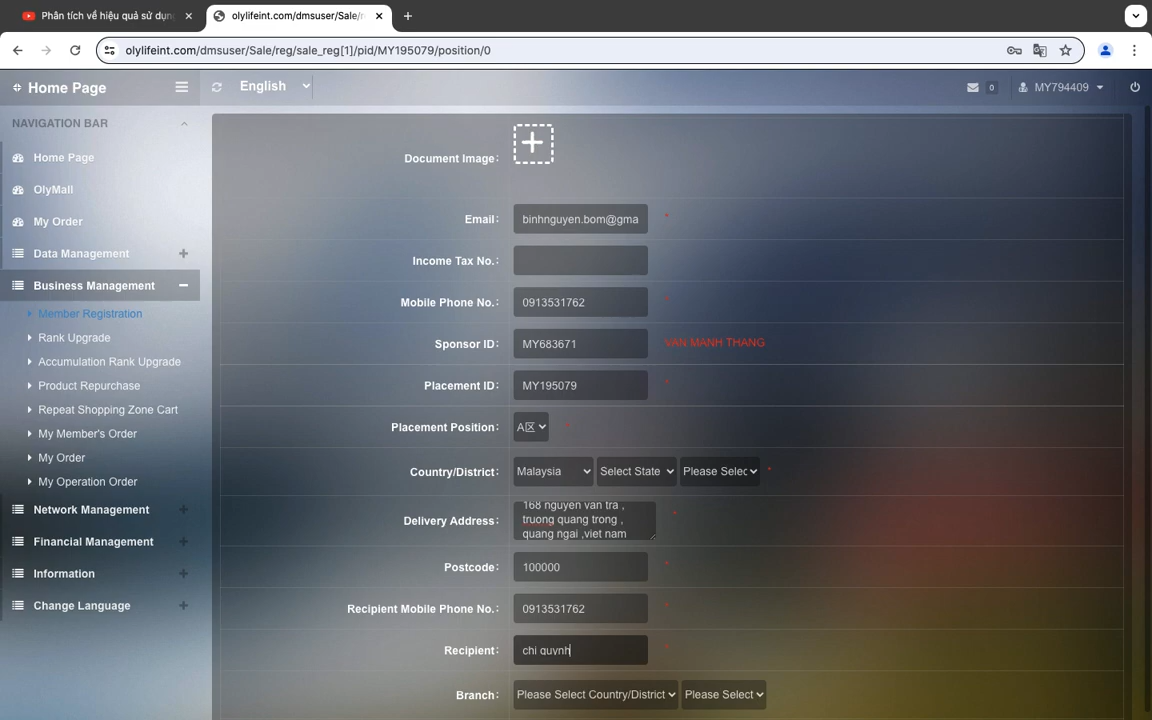 Phân tích về hiệu quả sử dụn
olylifeint.com/dmsuser/Sale/r
olylifeint.com/dmsuser/Sale/reg/sale_reg[1]/pid/MY195079/position/0
Home Page
English
0
MY794409
NAVIGATION BAR
Home Page
OlyMall
My Order
Data Management
Business Management
Member Registration
Rank Upgrade
Accumulation Rank Upgrade
Product Repurchase
Repeat Shopping Zone Cart
My Member's Order
My Order
My Operation Order
Network Management
Financial Management
Information
Change Language
Document Image:
Email: binhnguyen.bom@gma *
Income Tax No.:
Mobile Phone No.: 0913531762 *
Sponsor ID: MY683671 VAN MANH THANG
Placement ID: MY195079 *
Placement Position: A区 *
Country/District: Malaysia Select State Please Selec *
Delivery Address: 168 nguyen van tra ,
truong quang trong ,
quang ngai ,viet nam *
Postcode: 100000 *
Recipient Mobile Phone No.: 0913531762 *
Recipient: chi quynh *
Branch: Please Select Country/District Please Select